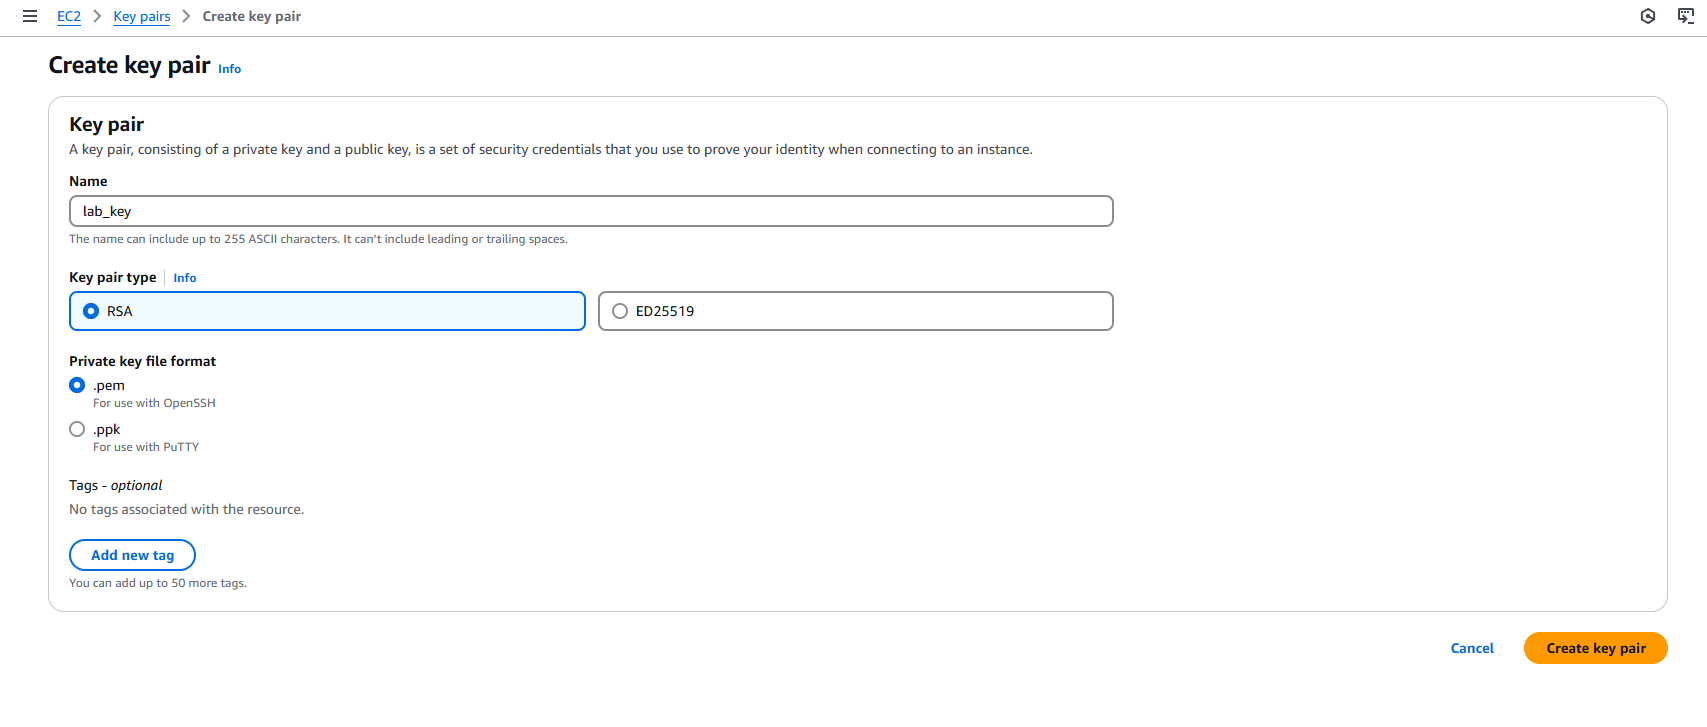 EC2 > Key pairs > Create key pair
Create key pair Info
Key pair
A key pair, consisting of a private key and a public key, is a set of security credentials that you use to prove your identity when connecting to an instance.
Name
lab_key
The name can include up to 255 ASCII characters. It can't include leading or trailing spaces.
Key pair type | Info
RSA ED25519
Private key file format
.pem
For use with OpenSSH
.ppk
For use with PuTTY
Tags - optional
No tags associated with the resource.
Add new tag
You can add up to 50 more tags.
Cancel Create key pair